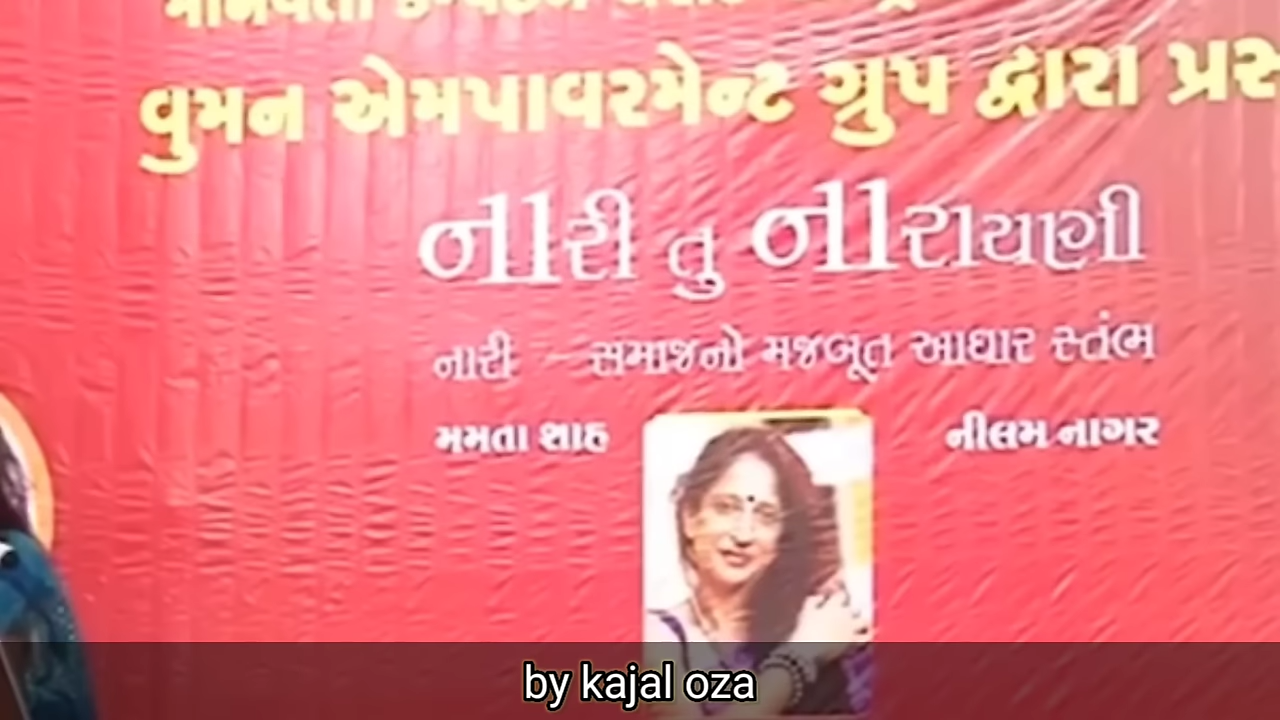 વુમન એમપાવરમેન્ટ ગ્રુપ દ્વારા
નારી તુ નારાયણી
નારી - સમાજનો મજબૂત આધાર સ્તંભ
મમતા શાહ નીલમ નાગર
by kajal oza